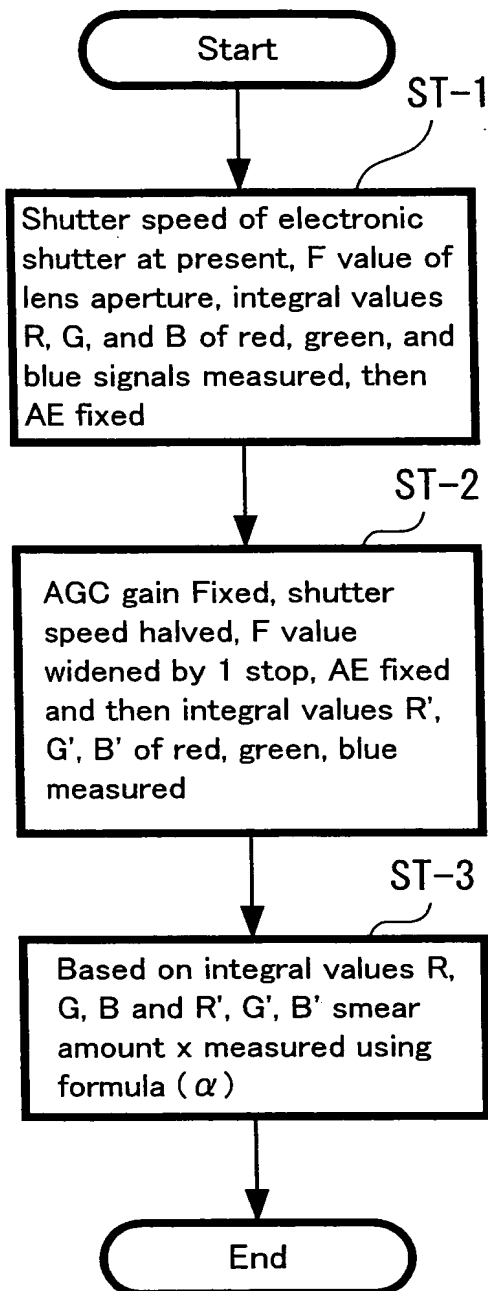 Start
ST-1
Shutter speed of electronic
shutter at present, F value of
lens aperture, integral values
R, G, and B of red, green, and
blue signals measured, then
AE fixed
ST-2
AGC gain Fixed, shutter
speed halved, F value
widened by 1 stop, AE fixed
and then integral values R',
G', B' of red, green, blue
measured
ST-3
Based on integral values R,
G, B and R', G', B' smear
amount x measured using
formula (α)
End